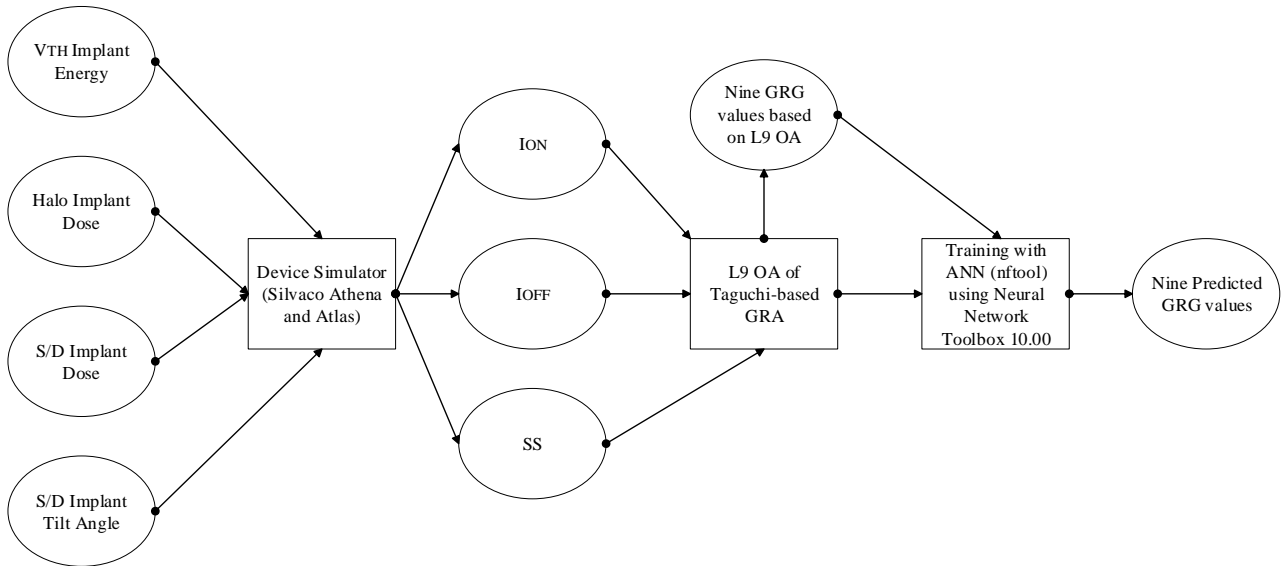 VTH Implant
Energy
Halo Implant
Dose
S/D Implant
Dose
S/D Implant
Tilt Angle
Device Simulator
(Silvaco Athena
and Atlas)
ION
IOFF
SS
Nine GRG
values based
on L9 OA
L9 OA of
Taguchi-based
GRA
Training with
ANN (nftool)
using Neural
Network
Toolbox 10.00
Nine Predicted
GRG values